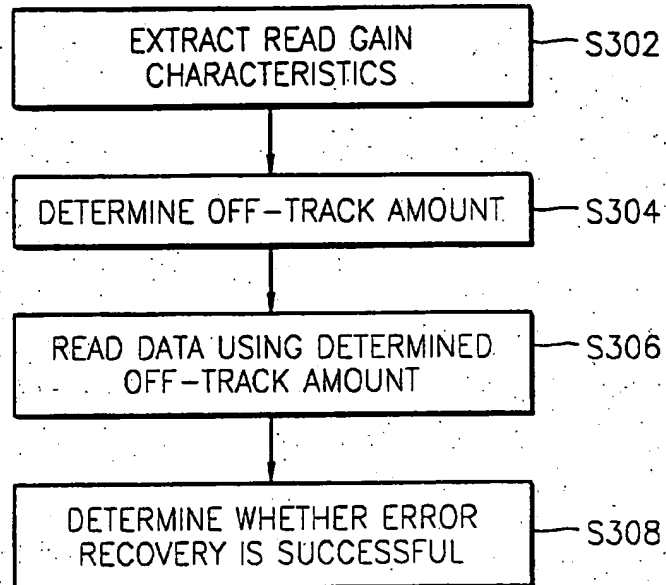 EXTRACT READ GAIN
CHARACTERISTICS
S302
DETERMINE OFF-TRACK AMOUNT
S304
READ DATA USING DETERMINED
OFF-TRACK AMOUNT
S306
DETERMINE WHETHER ERROR
RECOVERY IS SUCCESSFUL
S308